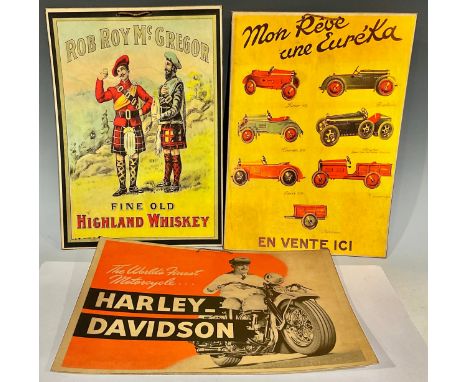 ROB ROY McGREGOR
FINE OLD
HIGHLAND WHISKEY
Mon Rêve
une Eurêka
EN VENTE ICI
The World's Finest
Motorcycle...
HARLEY-
DAVIDSON